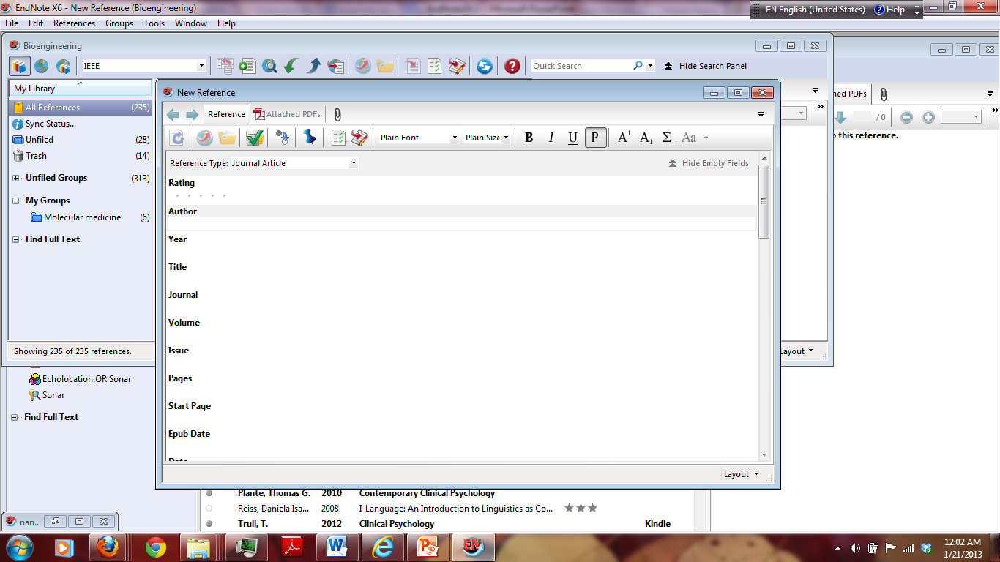 EndNote X6 - New Reference (Bioengineering)
EN English (United States) Help
File Edit References Groups Tools Window Help
Bioengineering
IEEE
Quick Search
Hide Search Panel
My Library
All References (235)
Sync Status...
Unfiled (28)
Trash (14)
Unfiled Groups (313)
My Groups
Molecular medicine (6)
Find Full Text
Showing 235 of 235 references.
New Reference
Reference Attached PDFs
Plain Font Plain Size B I U P A1 A1 Σ Aa
Reference Type: Journal Article
Hide Empty Fields
Rating
Author
Year
Title
Journal
Volume
Issue
Pages
Start Page
Epub Date
Date
Layout
ned PDFs
/ 0
o this reference.
Layout
Echolocation OR Sonar
Sonar
Find Full Text
Plante, Thomas G. 2010 Contemporary Clinical Psychology
Reiss, Daniela Isa... 2008 I-Language: An Introduction to Linguistics as Co...
Trull, T. 2012 Clinical Psychology Kindle
nan...
12:02 AM
1/21/2013